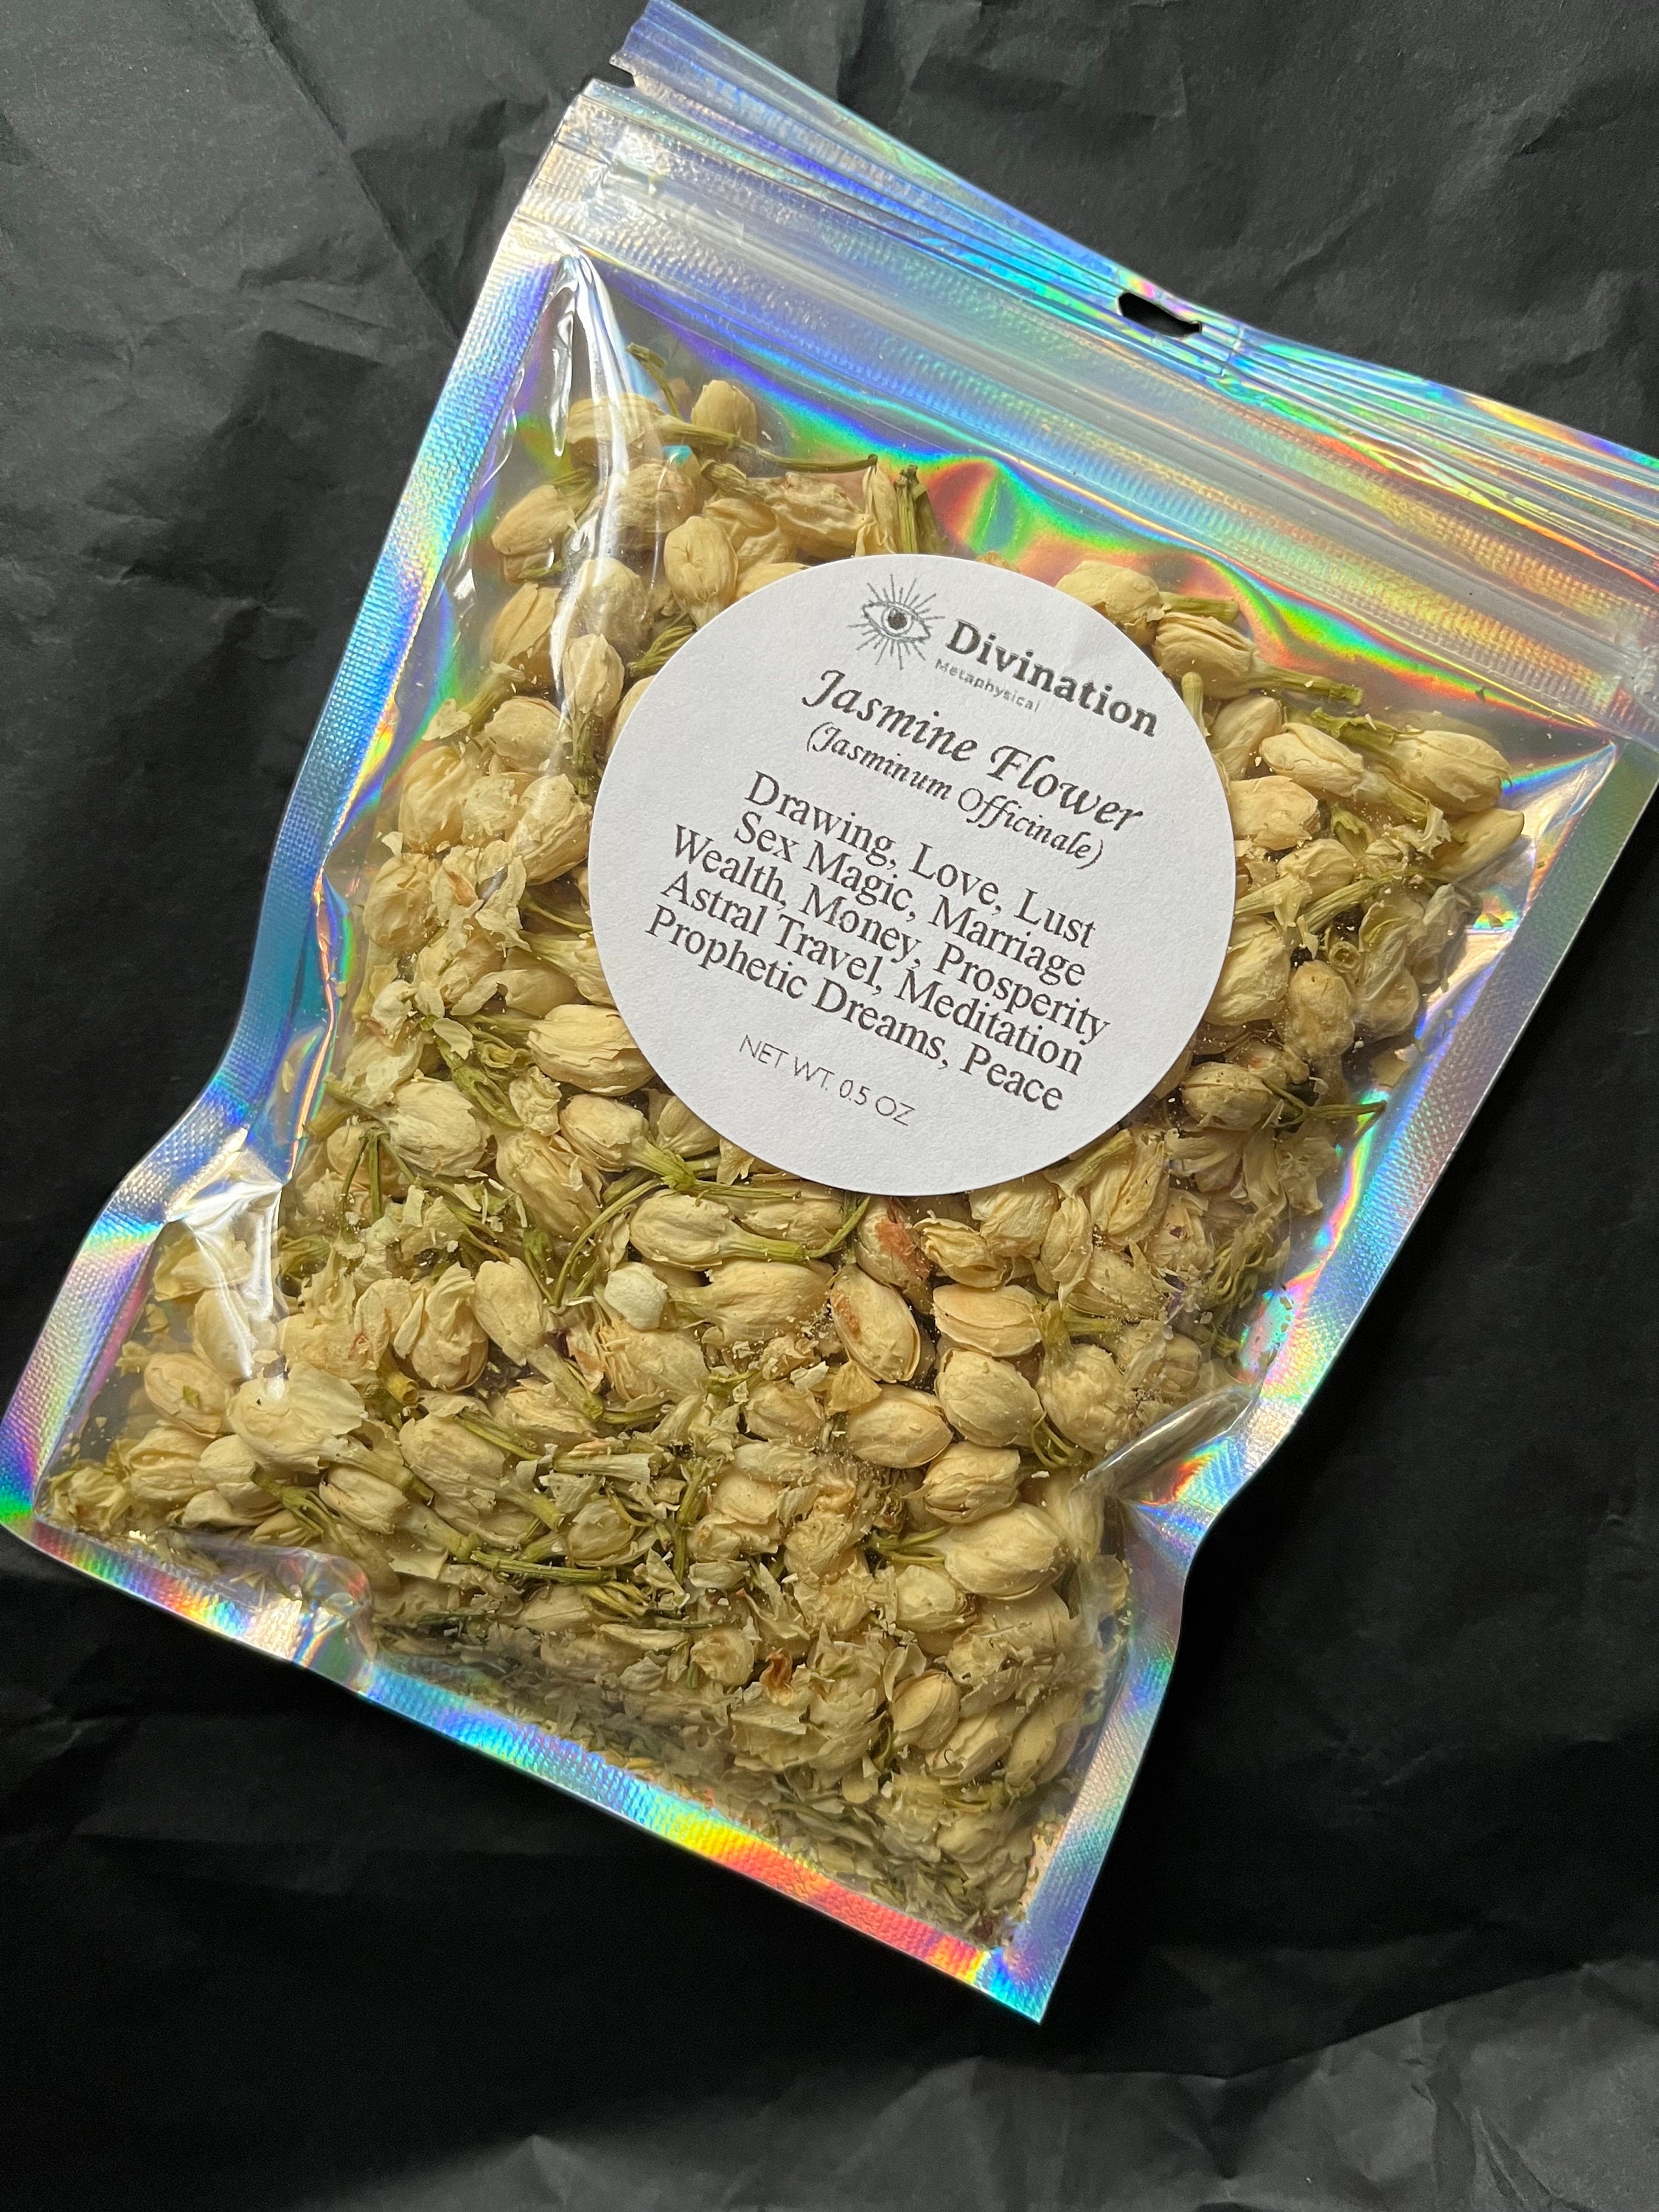 Divination
Metaphysical
Jasmine Flower
(Jasminum Officinale)
Drawing, Love, Lust
Sex Magic, Marriage
Wealth, Money, Prosperity
Astral Travel, Meditation
Prophetic Dreams, Peace
NET WT. 0.5 OZ